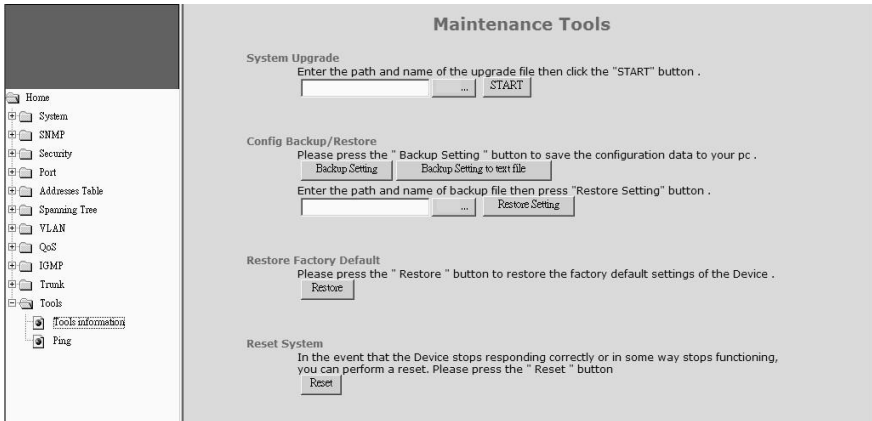 Home
System
SNMP
Security
Port
Addresses Table
Spanning Tree
VLAN
QoS
IGMP
Trunk
Tools
Tools information
Ping
Maintenance Tools
System Upgrade
Enter the path and name of the upgrade file then click the "START" button .
... START
Config Backup/Restore
Please press the " Backup Setting " button to save the configuration data to your pc .
Backup Setting Backup Setting to text file
Enter the path and name of backup file then press "Restore Setting" button .
... Restore Setting
Restore Factory Default
Please press the " Restore " button to restore the factory default settings of the Device .
Restore
Reset System
In the event that the Device stops responding correctly or in some way stops functioning,
you can perform a reset. Please press the " Reset " button
Reset